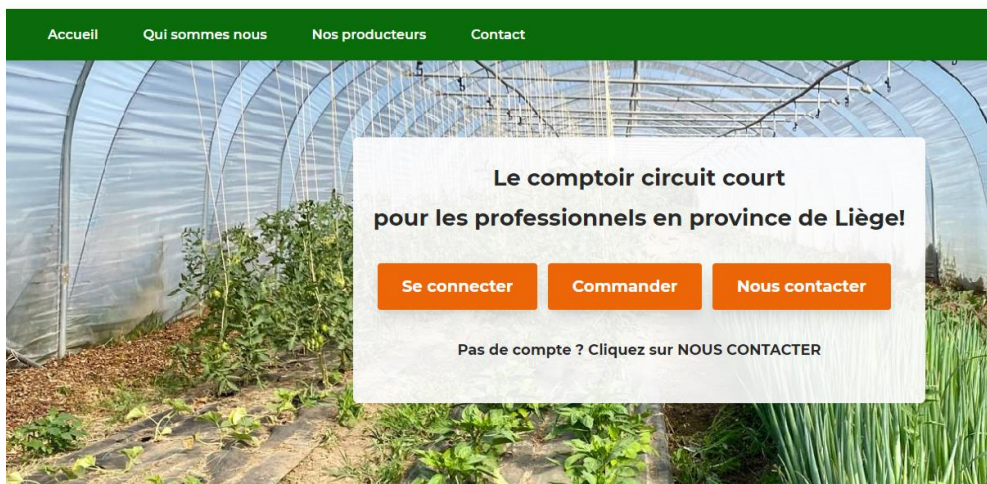 Accueil Qui sommes nous Nos producteurs Contact
Le comptoir circuit court
pour les professionnels en province de Liège!
Se connecter Commander Nous contacter
Pas de compte ? Cliquez sur NOUS CONTACTER